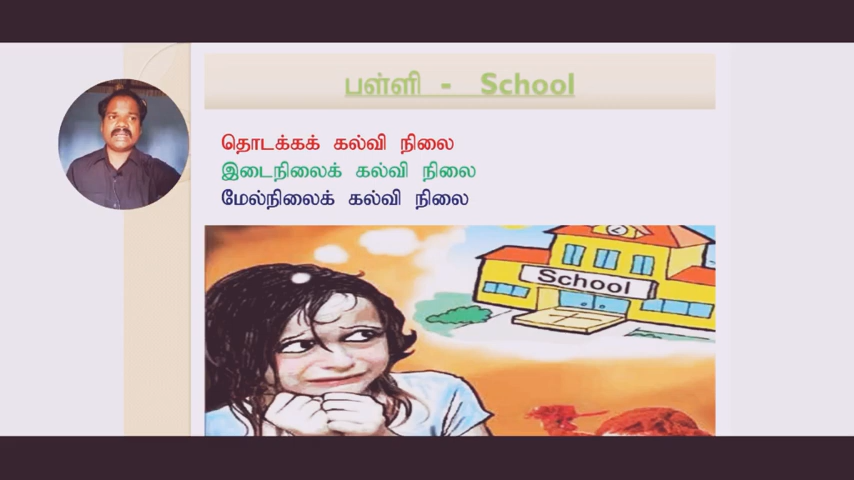 பள்ளி - School
தொடக்கக் கல்வி நிலை
இடைநிலைக் கல்வி நிலை
மேல்நிலைக் கல்வி நிலை
School